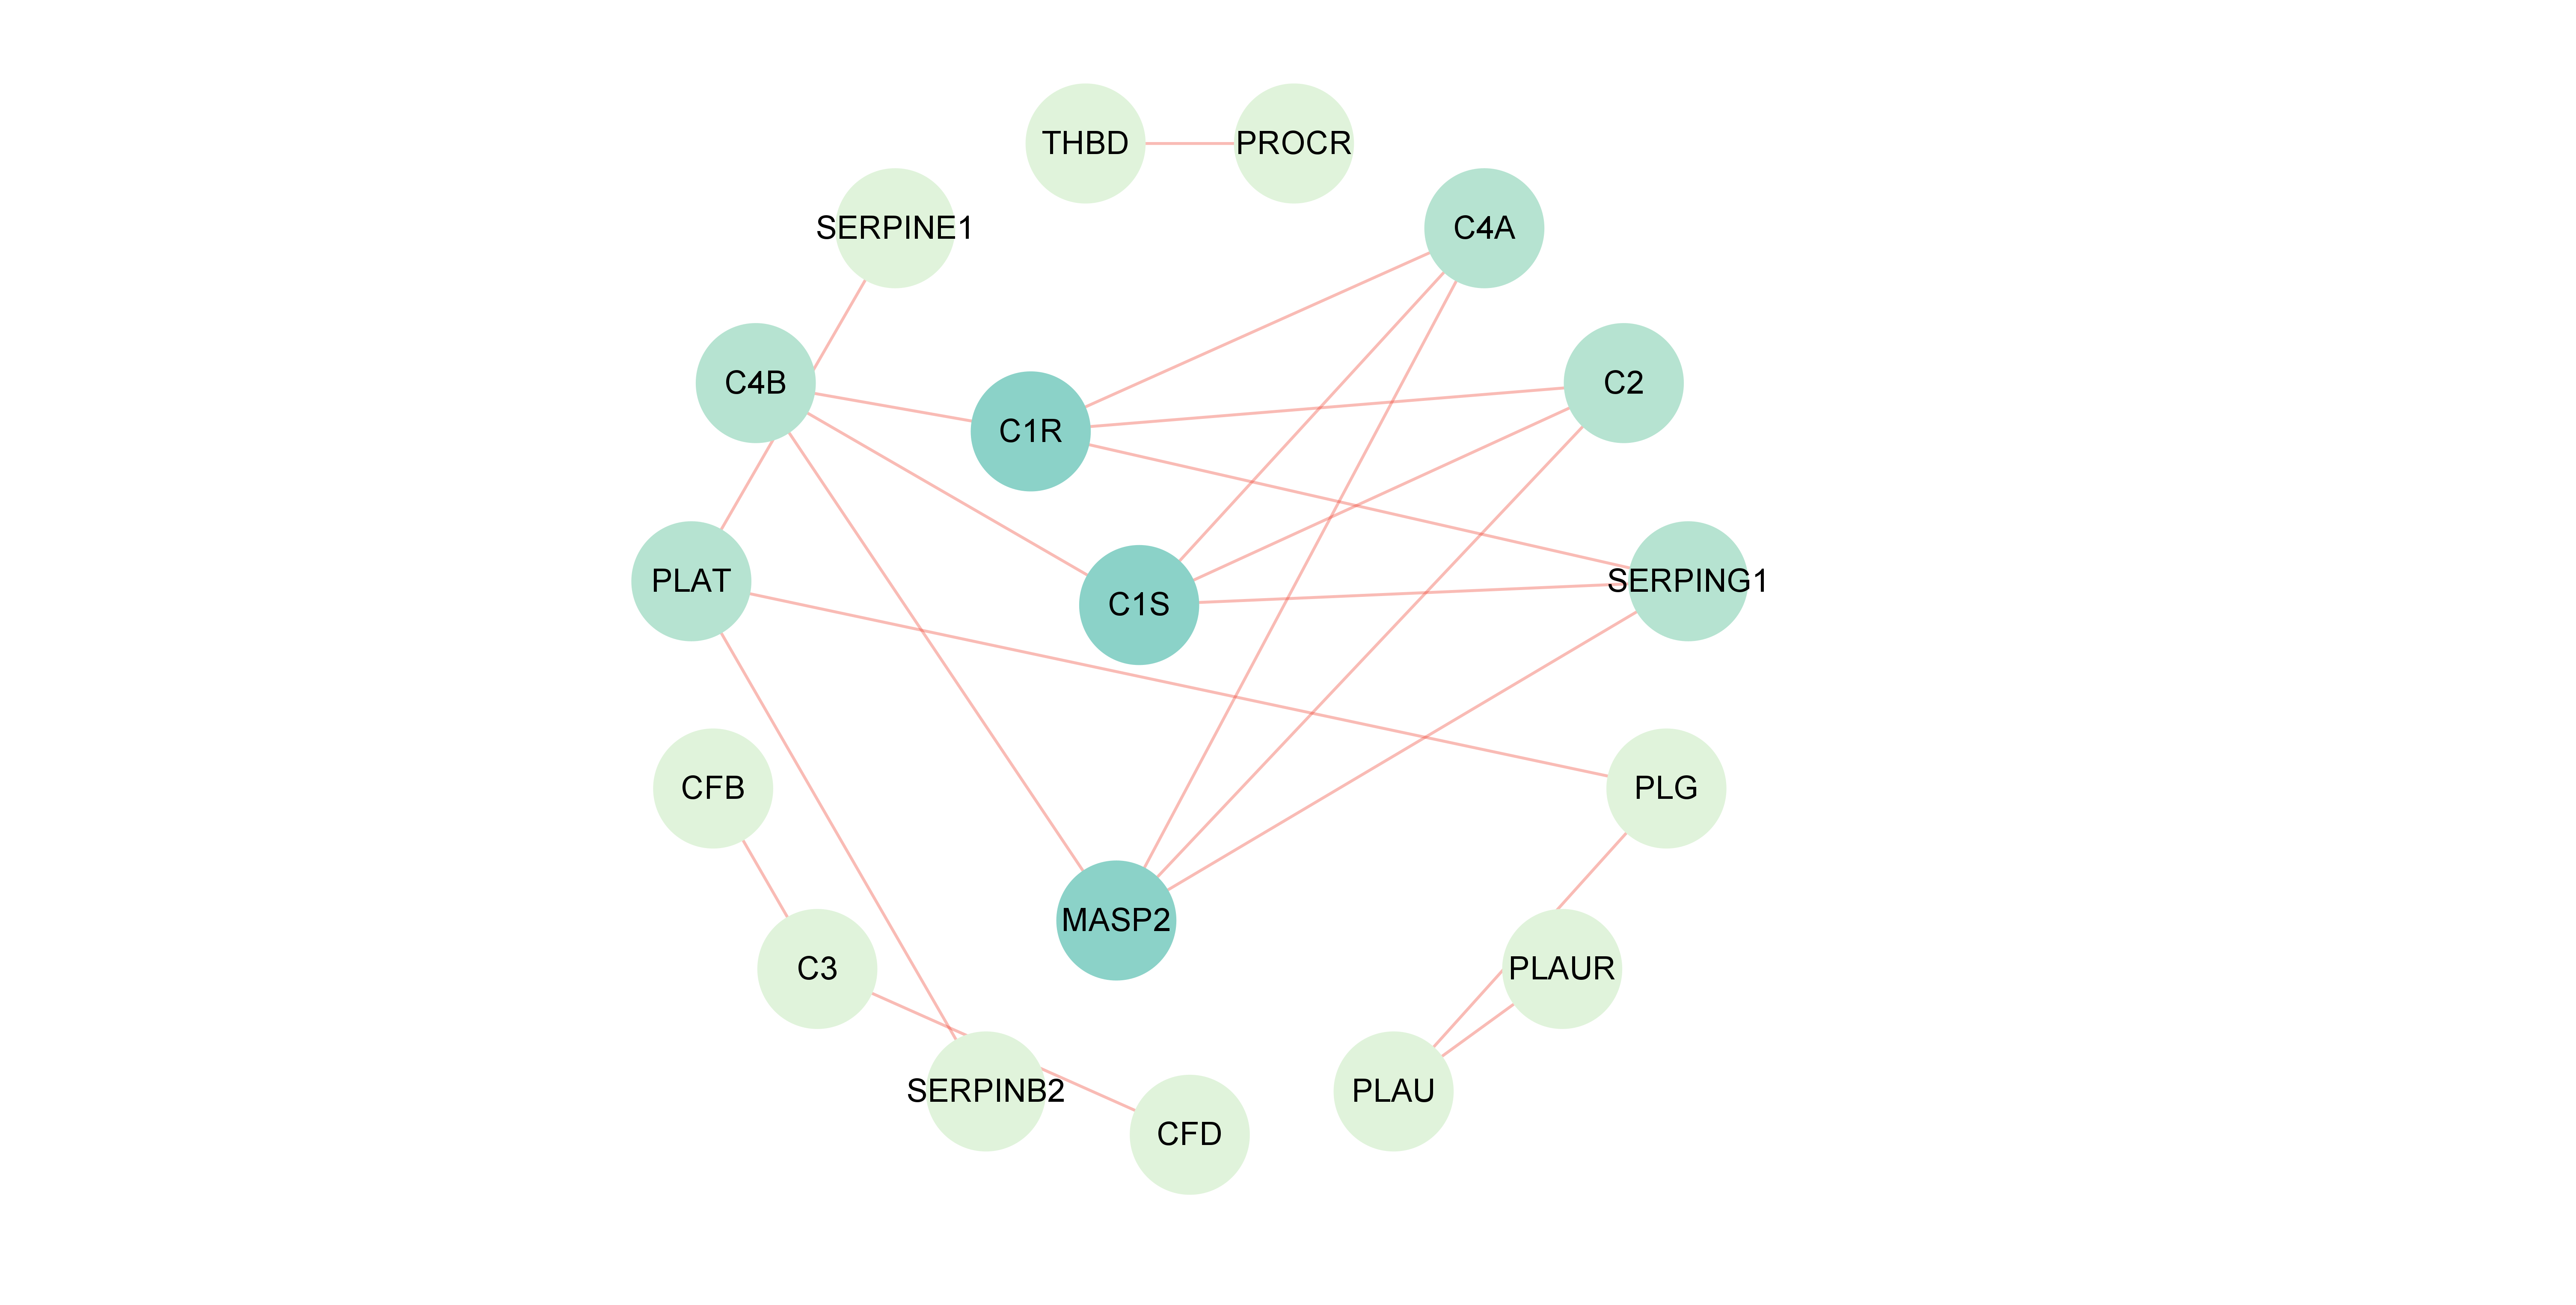 THBD
PROCR
SERPINE1
C4A
C4B
C2
C1R
PLAT
SERPING1
C1S
CFB
PLG
MASP2
C3
PLAUR
SERPINB2
PLAU
CFD